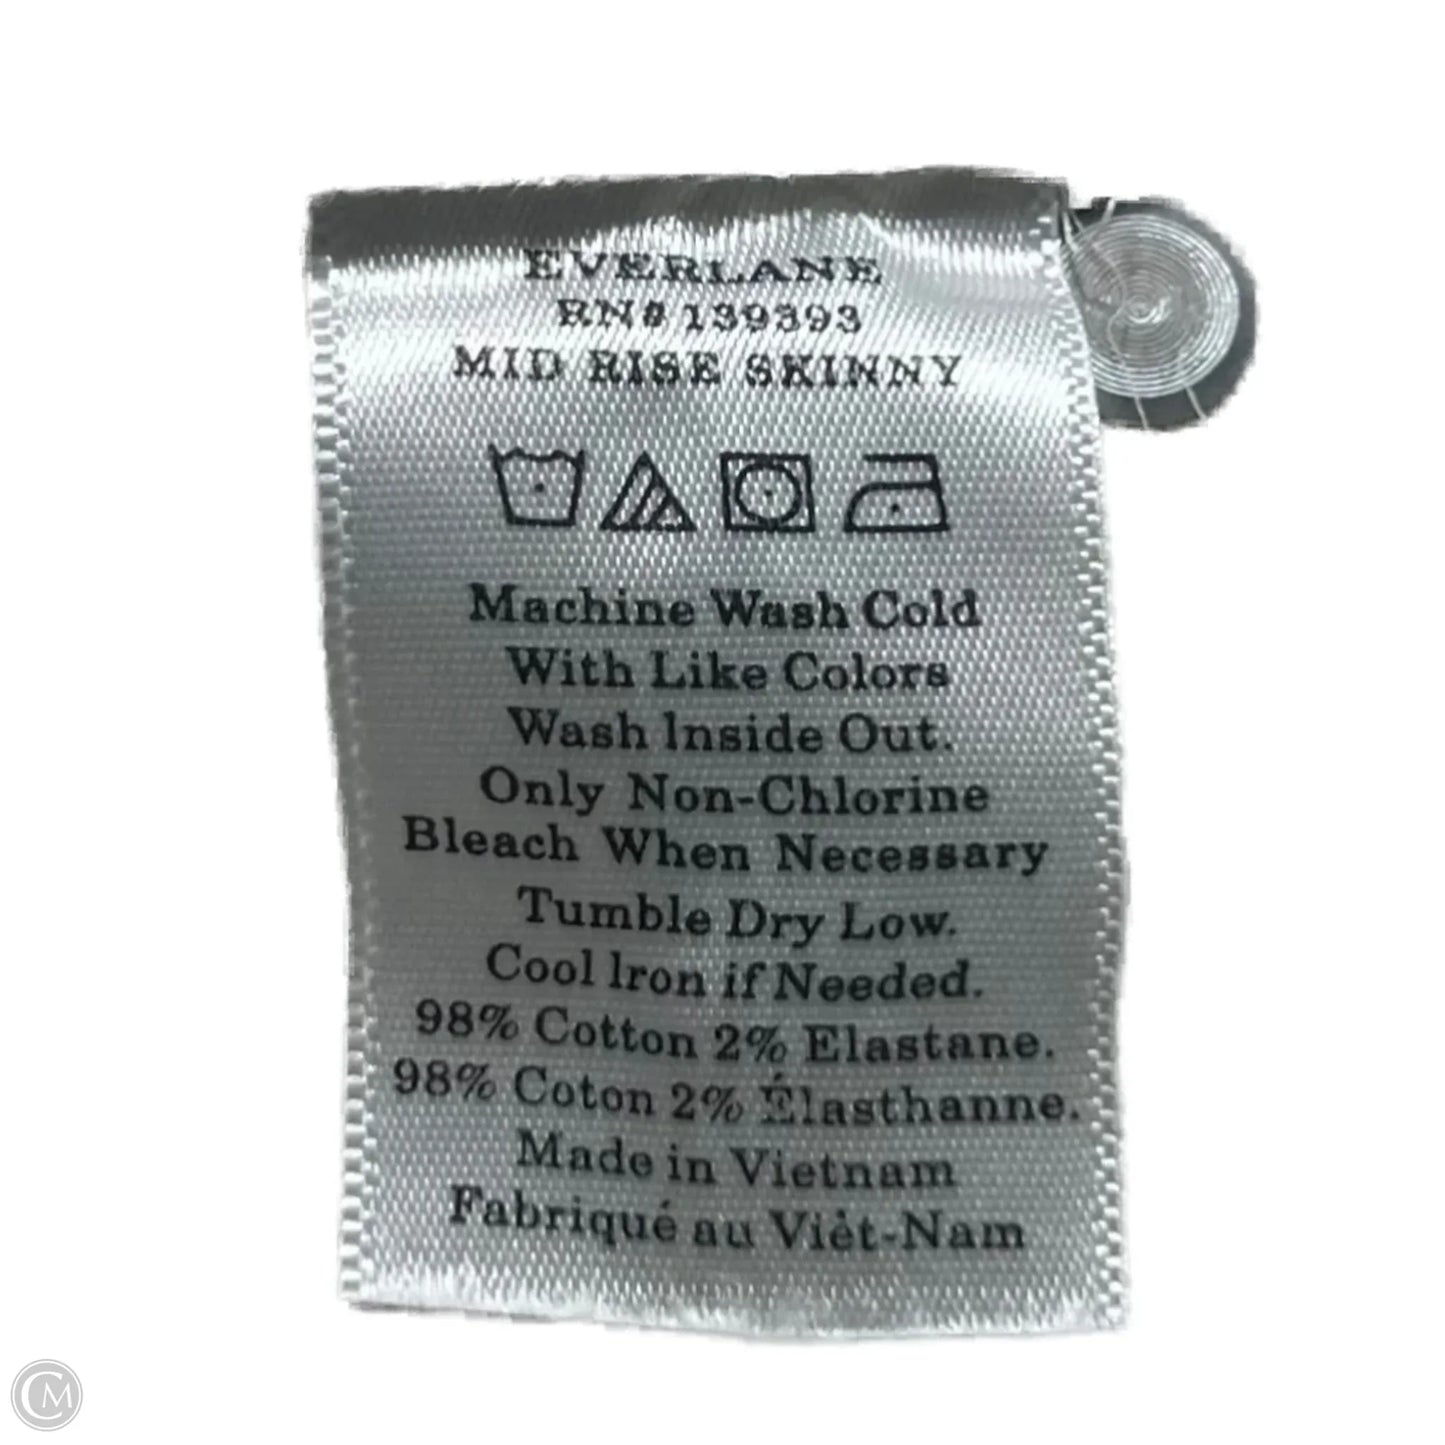 EVERLANE
RN# 139393
MID RISE SKINNY
Machine Wash Cold
With Like Colors
Wash Inside Out.
Only Non-Chlorine
Bleach When Necessary
Tumble Dry Low.
Cool Iron if Needed.
98% Cotton 2% Elastane.
98% Coton 2% Élasthanne.
Made in Vietnam
Fabriqué au Viêt-Nam
CM